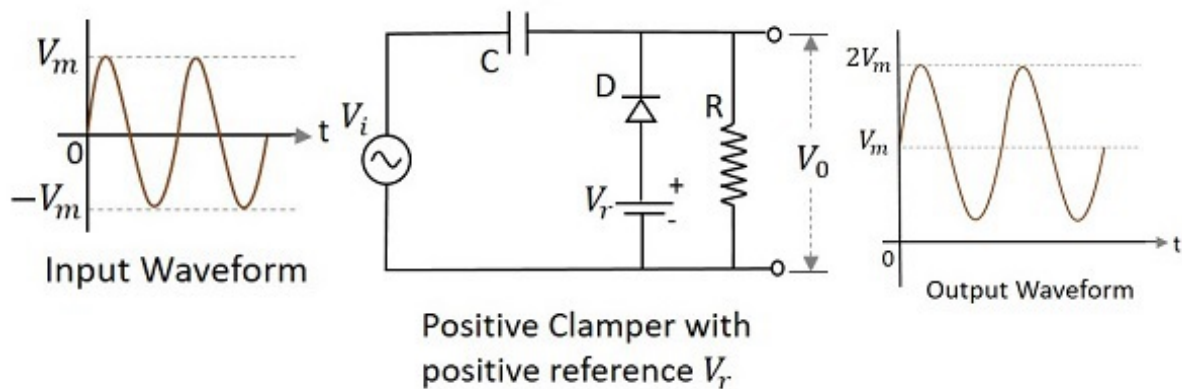 V_m
0
t
−V_m
Input Waveform
V_i
C
D
R
V_r
+
-
V_0
Positive Clamper with
positive reference V_r
2V_m
V_m
0
t
Output Waveform